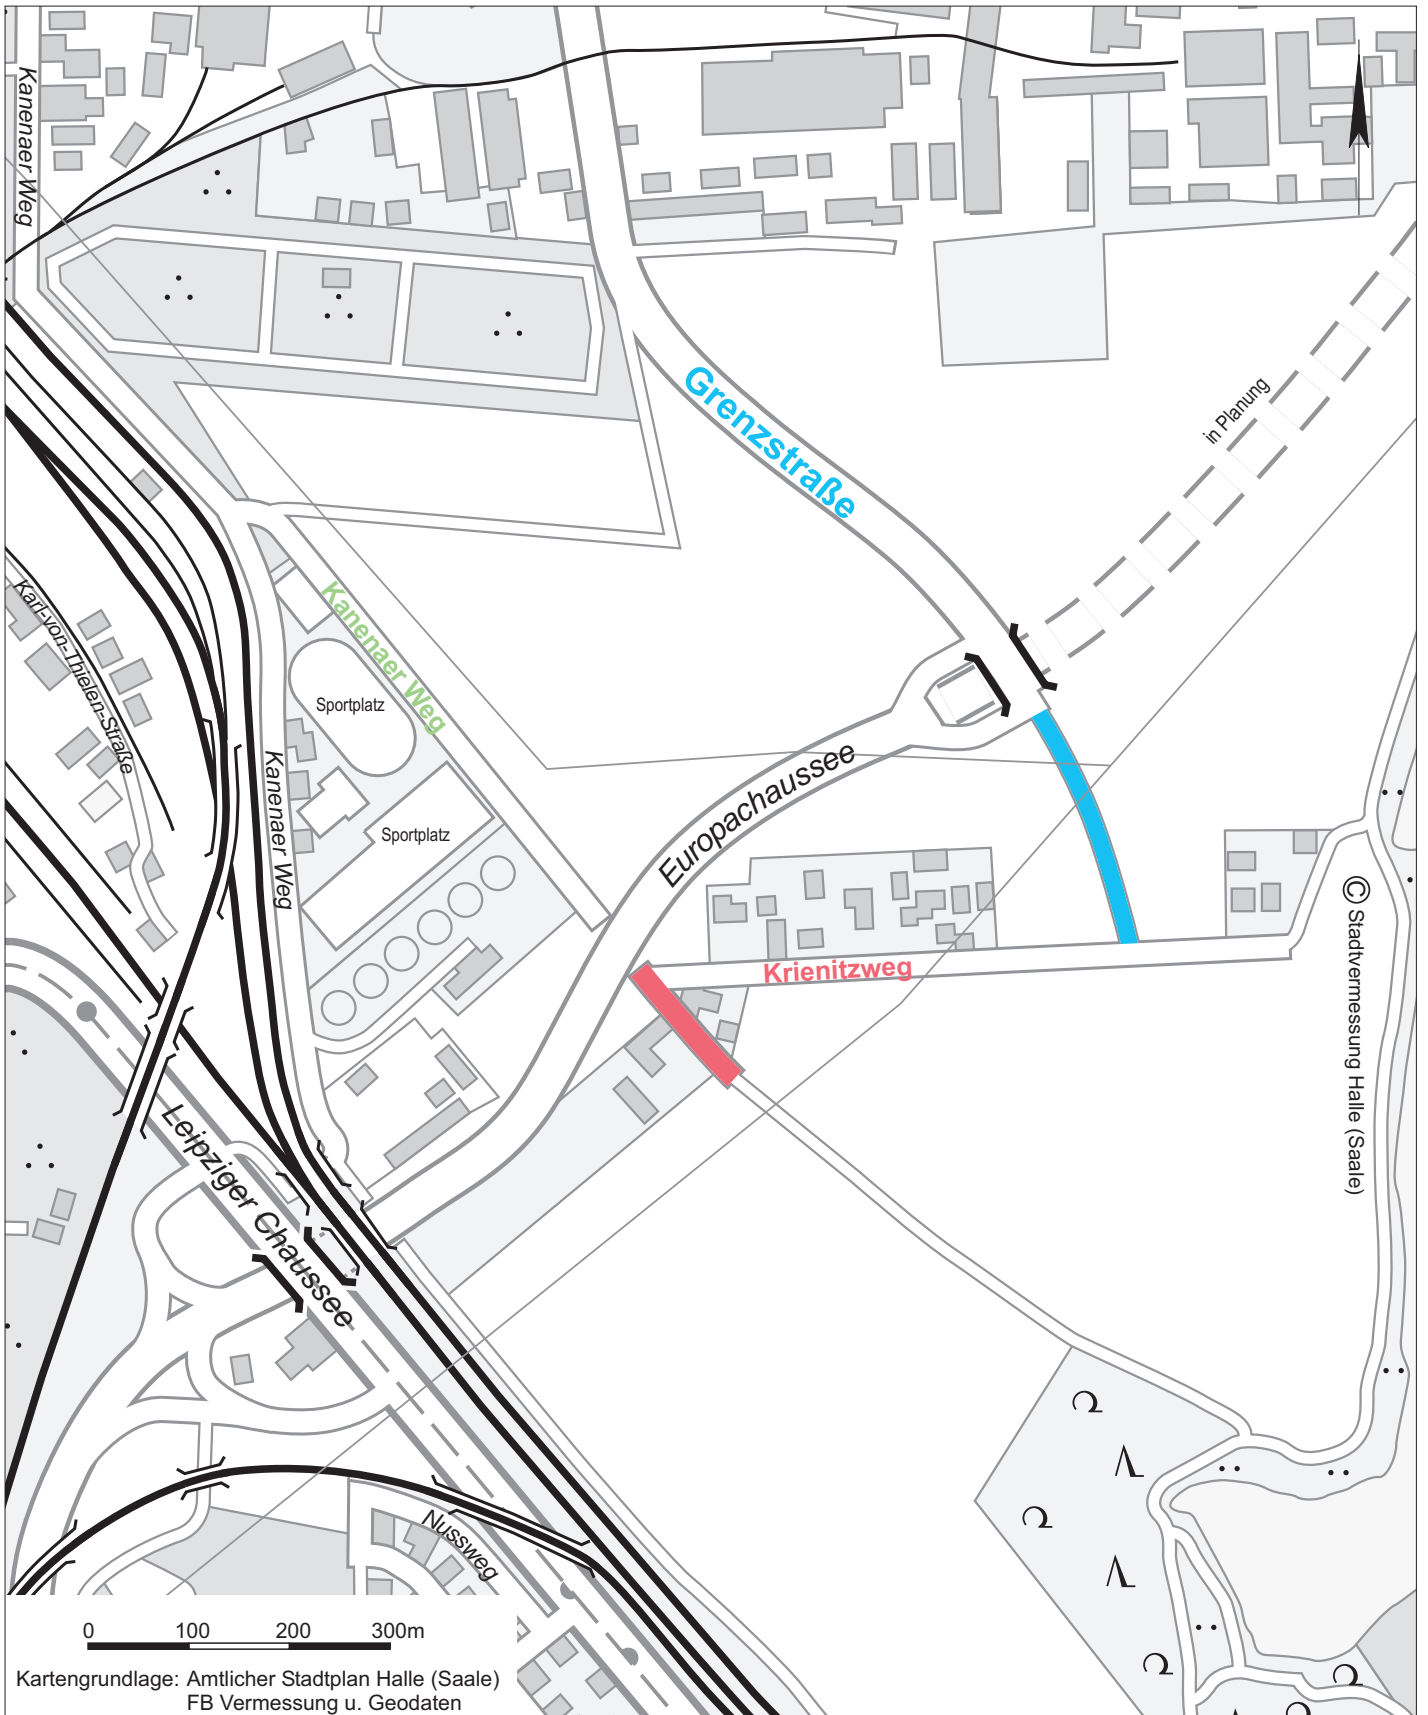 Kanenaer Weg
Grenzstraße
in Planung
Karl-von-Thielen-Straße
Kanenaer Weg
Sportplatz
Kanenaer Weg
Sportplatz
Europachaussee
Krienitzweg
© Stadtvermessung Halle (Saale)
Leipziger Chaussee
Nussweg
0 100 200 300m
Kartengrundlage: Amtlicher Stadtplan Halle (Saale)
FB Vermessung u. Geodaten